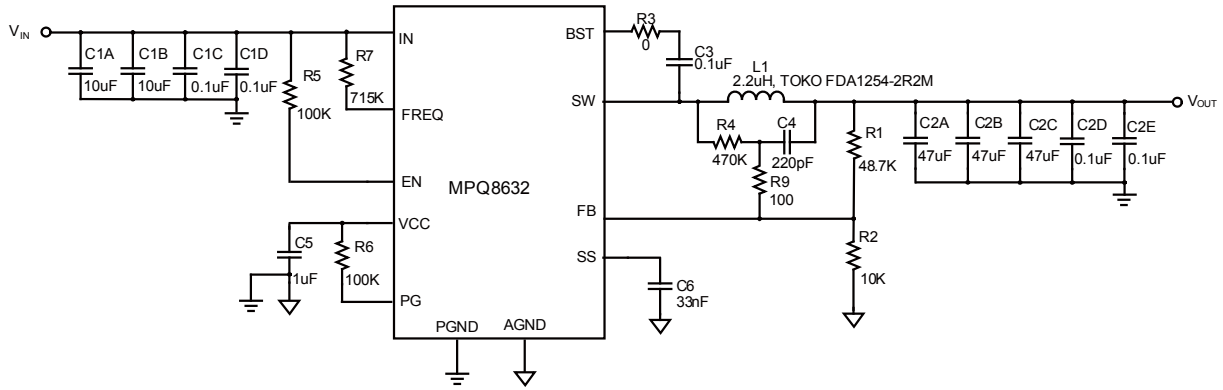 V_IN
C1A
10uF
C1B
10uF
C1C
0.1uF
C1D
0.1uF
R5
100K
R7
715K
IN
FREQ
EN
VCC
PG
MPQ8632
PGND
AGND
BST
SW
FB
SS
C5
1uF
R6
100K
R3
0
C3
0.1uF
L1
2.2uH, TOKO FDA1254-2R2M
R4
470K
C4
220pF
R9
100
R1
48.7K
R2
10K
C6
33nF
C2A
47uF
C2B
47uF
C2C
47uF
C2D
0.1uF
C2E
0.1uF
V_OUT